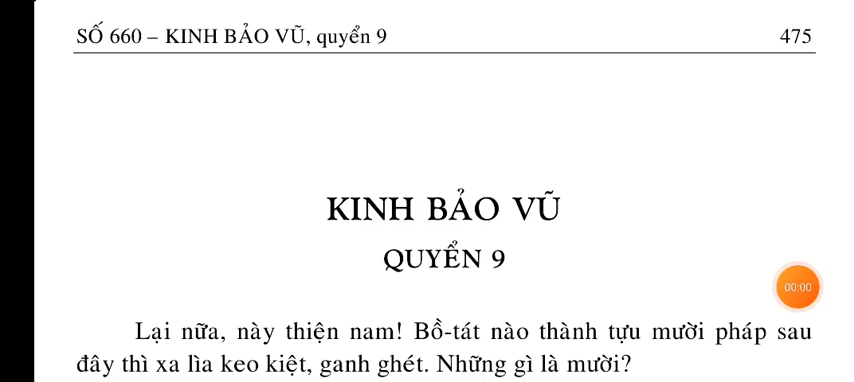 SỐ 660 – KINH BẢO VŨ, quyển 9 475
KINH BẢO VŨ
QUYỂN 9
00:00
Lại nữa, này thiện nam! Bồ-tát nào thành tựu mười pháp sau
đây thì xa lìa keo kiệt, ganh ghét. Những gì là mười?